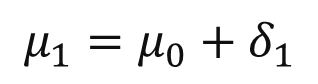 μ₁ = μ₀ + δ₁